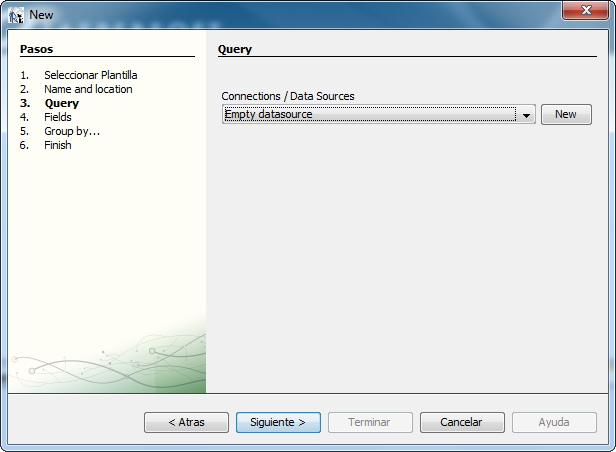 New
Pasos
1. Seleccionar Plantilla
2. Name and location
3. Query
4. Fields
5. Group by...
6. Finish
Query
Connections / Data Sources
Empty datasource
New
< Atras
Siguiente >
Terminar
Cancelar
Ayuda